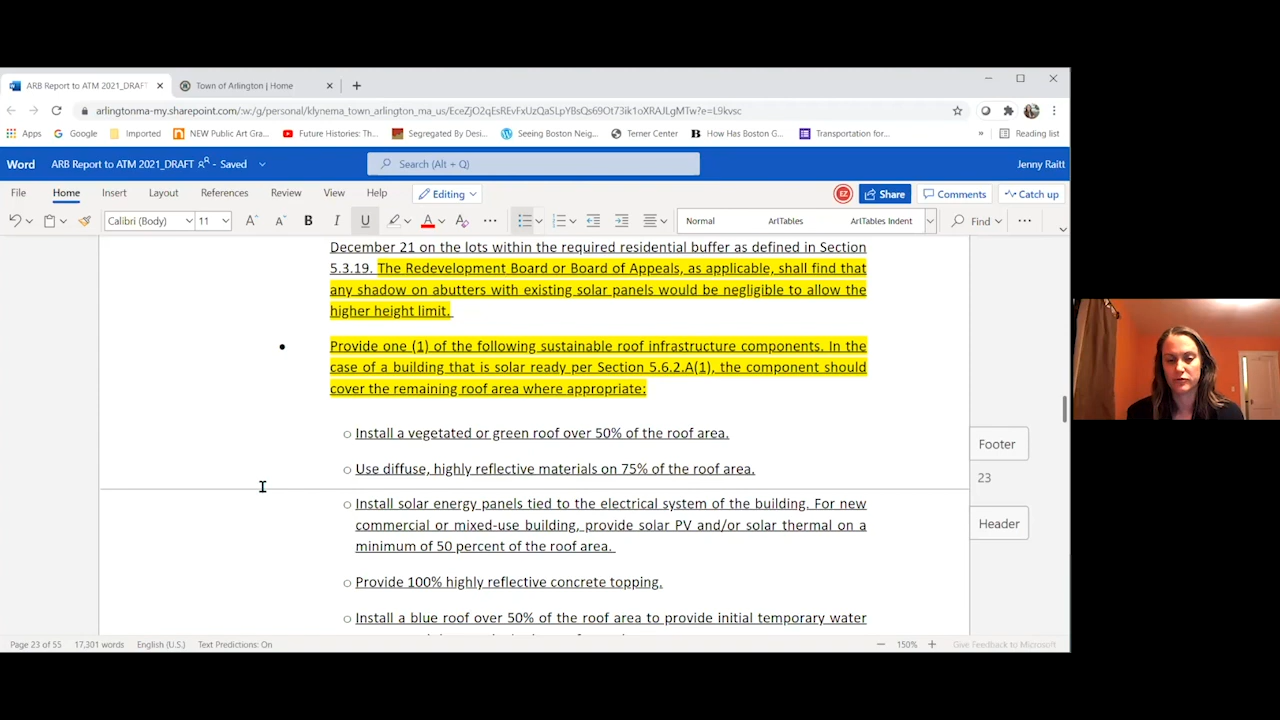 ARB Report to ATM 2021_DRAFT
Town of Arlington | Home
arlingtonma-my.sharepoint.com/:w:/g/personal/klynema_town_arlington_ma_us/
Apps Google Imported NEW Public Art Gra... Future Histories: Th... Segregated By Desi... Seeing Boston Neig... Terner Center How Has Boston G... Transportation for... » Reading list
Word ARB Report to ATM 2021_DRAFT - Saved Search (Alt + Q) Jenny Raitt
File Home Insert Layout References Review View Help Editing EZ Share Comments Catch up
Calibri (Body) 11 A A B I U A A Normal ArlTables ArlTables Indent Find
December 21 on the lots within the required residential buffer as defined in Section
5.3.19. The Redevelopment Board or Board of Appeals, as applicable, shall find that
any shadow on abutters with existing solar panels would be negligible to allow the
higher height limit.
• Provide one (1) of the following sustainable roof infrastructure components. In the
case of a building that is solar ready per Section 5.6.2.A(1), the component should
cover the remaining roof area where appropriate:
○ Install a vegetated or green roof over 50% of the roof area.
Footer
○ Use diffuse, highly reflective materials on 75% of the roof area.
23
○ Install solar energy panels tied to the electrical system of the building. For new
commercial or mixed-use building, provide solar PV and/or solar thermal on a
Header
minimum of 50 percent of the roof area.
○ Provide 100% highly reflective concrete topping.
○ Install a blue roof over 50% of the roof area to provide initial temporary water
Page 23 of 55 17,301 words English (U.S.) Text Predictions: On 150% Give Feedback to Microsoft